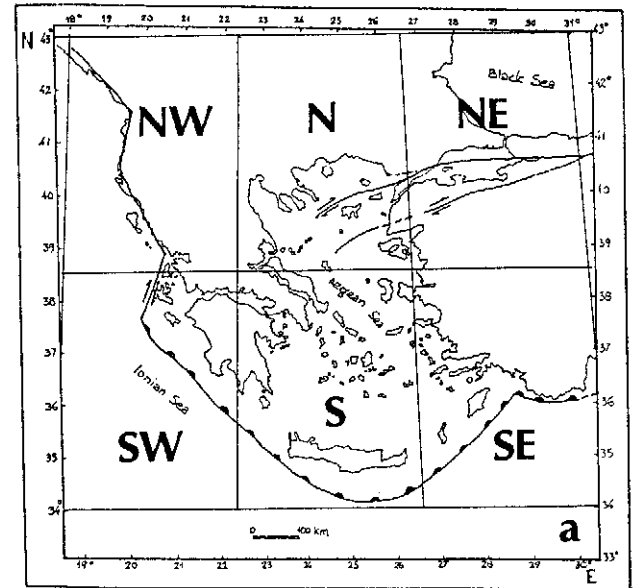 18° 19 20 21 22 23 24 25 26 27 28 29 30 31°
N 43 43°
42 42°
Black Sea
NW N NE
41 41
40 40
39 39
38 38
Aegean Sea
37 37
Ionian Sea
36 36
S
SW SE
35 35
34° 34
0 100 km
a
33°
19° 20 21 22 23 24 25 26 27 28 29 30°
E